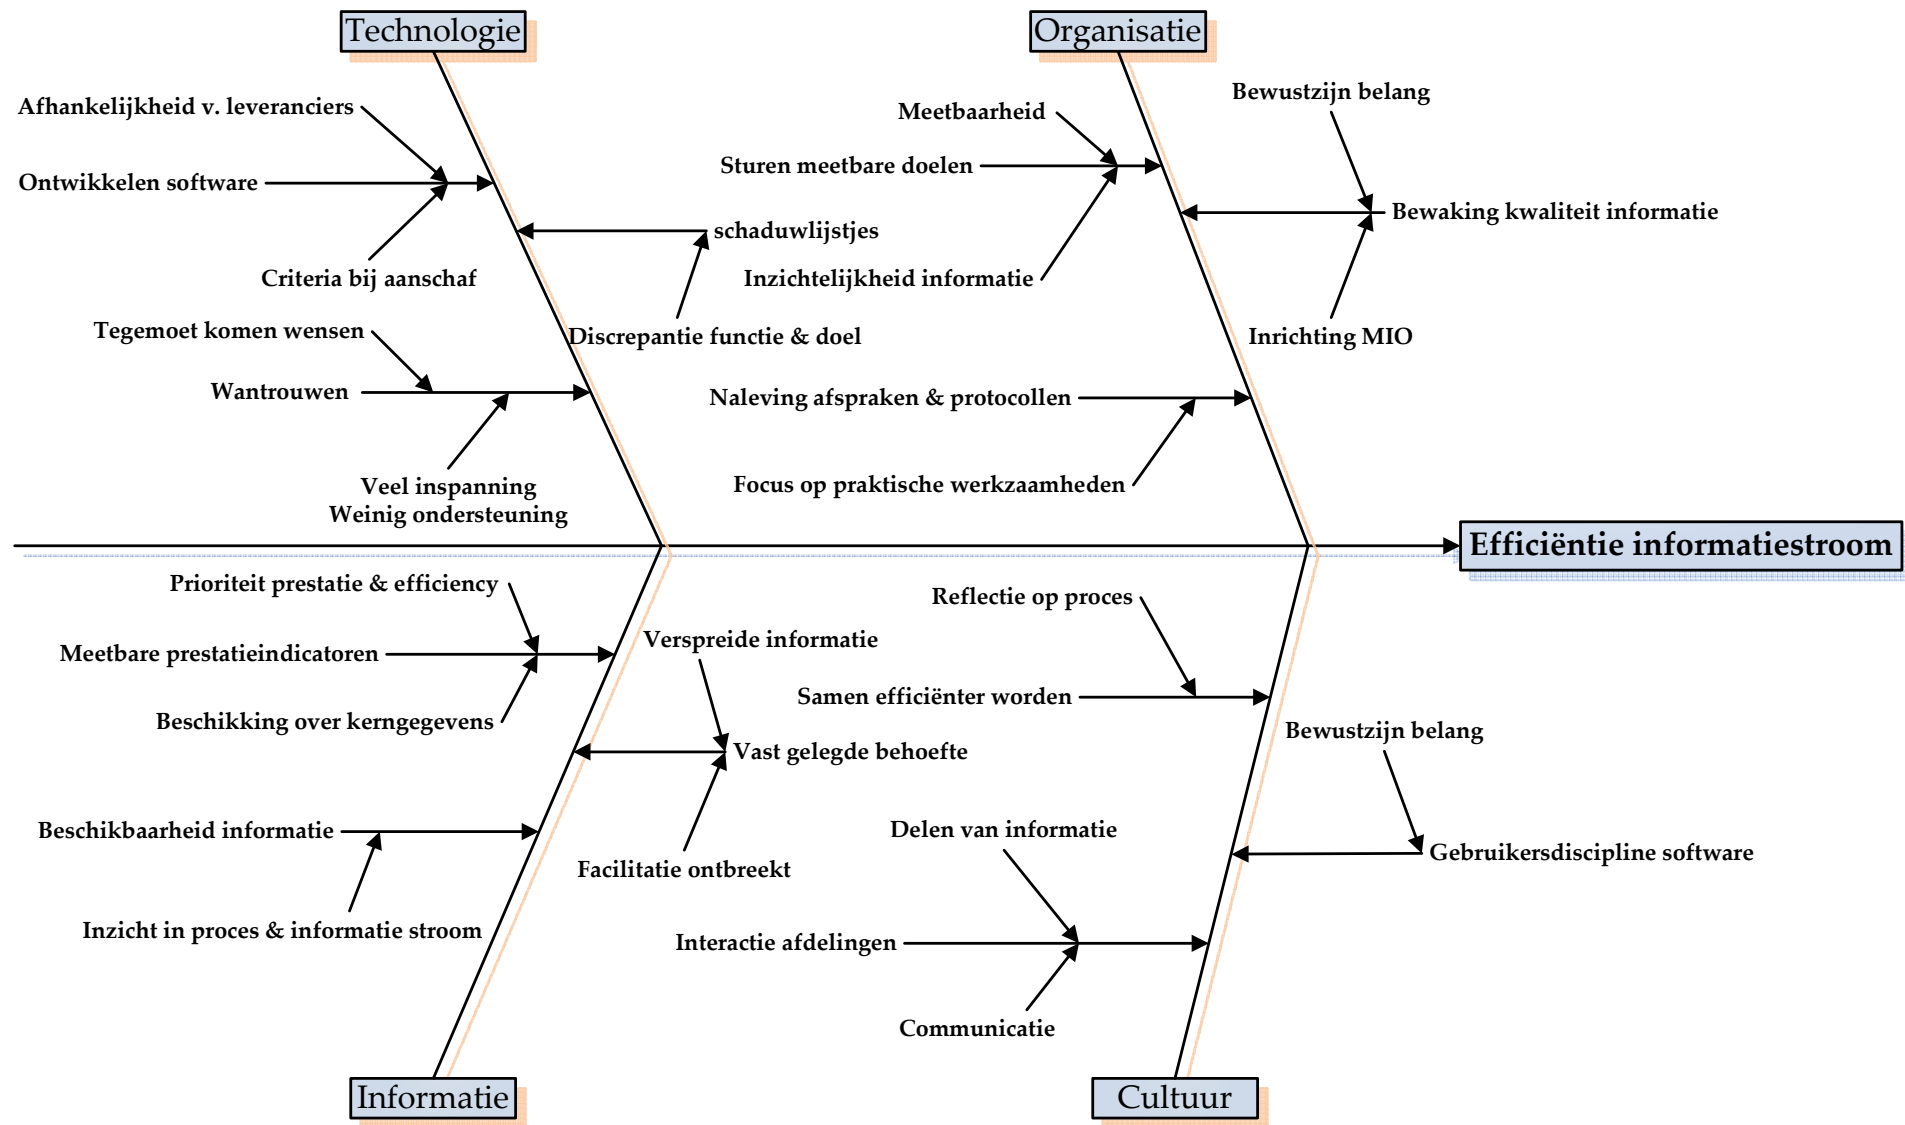 Technologie
Organisatie
Afhankelijkheid v. leveranciers
Ontwikkelen software
Criteria bij aanschaf
schaduwlijstjes
Discrepantie functie & doel
Tegemoet komen wensen
Wantrouwen
Veel inspanning
Weinig ondersteuning
Meetbaarheid
Sturen meetbare doelen
Inzichtelijkheid informatie
Bewustzijn belang
Bewaking kwaliteit informatie
Inrichting MIO
Naleving afspraken & protocollen
Focus op praktische werkzaamheden
Efficiëntie informatiestroom
Prioriteit prestatie & efficiency
Meetbare prestatieindicatoren
Beschikking over kerngegevens
Verspreide informatie
Vast gelegde behoefte
Facilitatie ontbreekt
Beschikbaarheid informatie
Inzicht in proces & informatie stroom
Reflectie op proces
Samen efficiënter worden
Bewustzijn belang
Gebruikersdiscipline software
Delen van informatie
Interactie afdelingen
Communicatie
Informatie
Cultuur